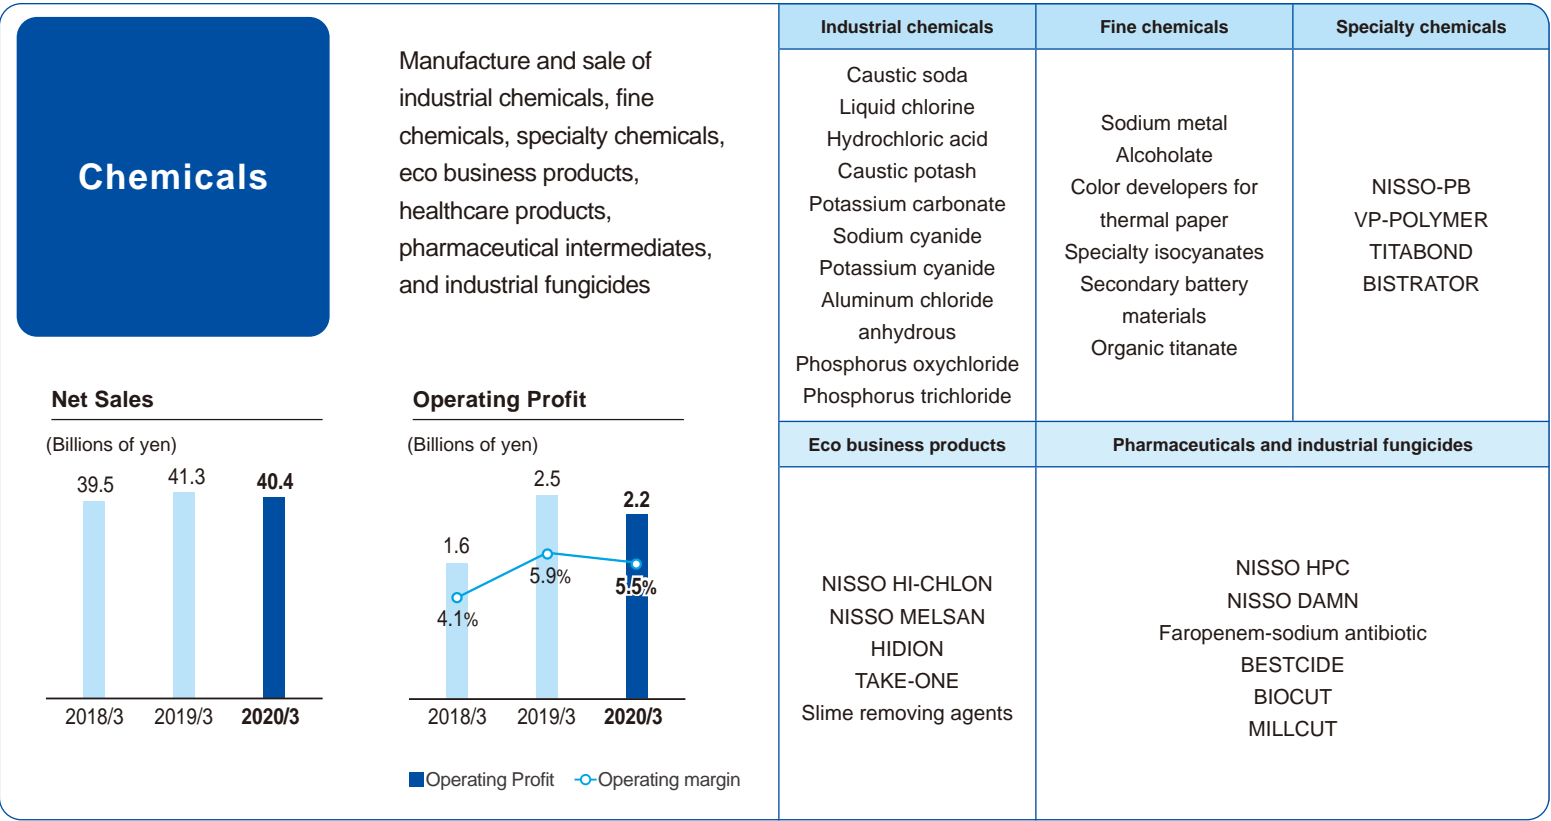 Chemicals
Manufacture and sale of
industrial chemicals, fine
chemicals, specialty chemicals,
eco business products,
healthcare products,
pharmaceutical intermediates,
and industrial fungicides
Net Sales
(Billions of yen)
39.5
41.3
40.4
2018/3
2019/3
2020/3
Operating Profit
(Billions of yen)
1.6
2.5
2.2
4.1%
5.9%
5.5%
2018/3
2019/3
2020/3
Operating Profit
Operating margin
Industrial chemicals
Caustic soda
Liquid chlorine
Hydrochloric acid
Caustic potash
Potassium carbonate
Sodium cyanide
Potassium cyanide
Aluminum chloride
anhydrous
Phosphorus oxychloride
Phosphorus trichloride
Fine chemicals
Sodium metal
Alcoholate
Color developers for
thermal paper
Specialty isocyanates
Secondary battery
materials
Organic titanate
Specialty chemicals
NISSO-PB
VP-POLYMER
TITABOND
BISTRATOR
Eco business products
NISSO HI-CHLON
NISSO MELSAN
HIDION
TAKE-ONE
Slime removing agents
Pharmaceuticals and industrial fungicides
NISSO HPC
NISSO DAMN
Faropenem-sodium antibiotic
BESTCIDE
BIOCUT
MILLCUT